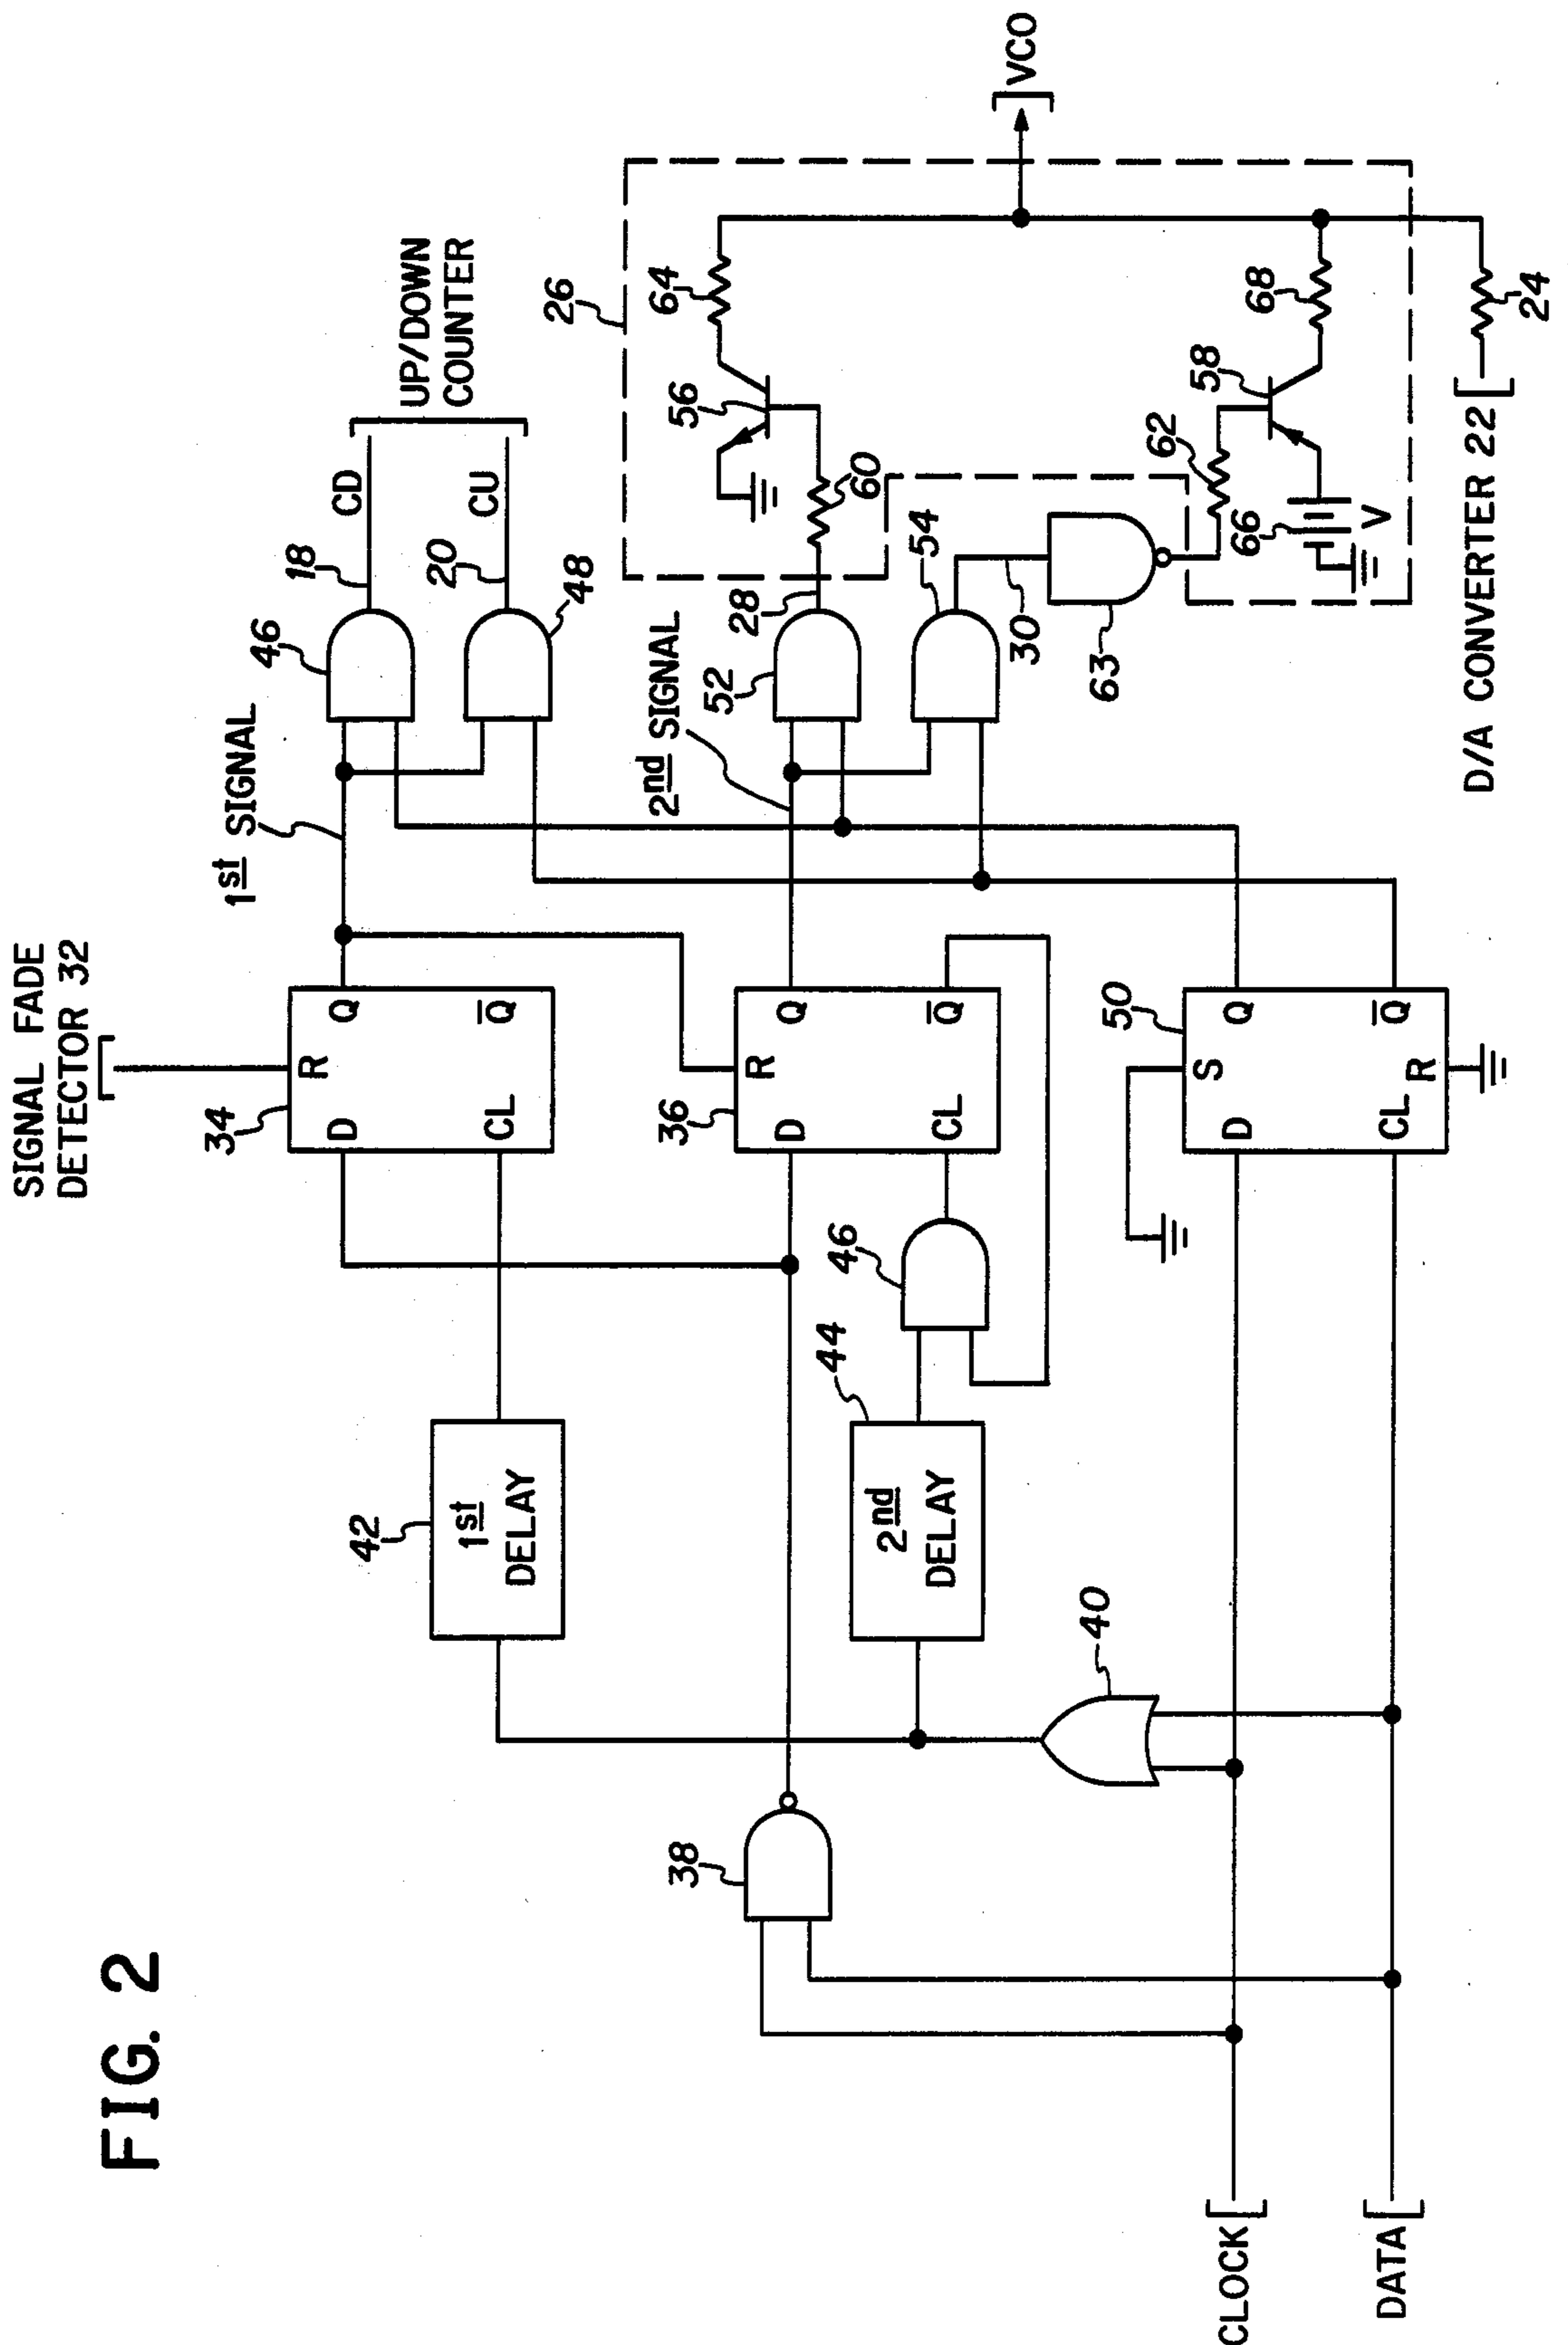 FIG. 2
SIGNAL FADE
DETECTOR 32
1st SIGNAL
46
18
CD
UP/DOWN
COUNTER
20
CU
48
34
R
D
Q
CL
Q
42
1st
DELAY
2nd SIGNAL
52
28
26
56
64
60
54
30
63
62
58
68
66
V
VCO
36
R
D
Q
CL
Q
46
44
2nd
DELAY
38
40
50
S
D
Q
CL
R
Q
D/A CONVERTER 22
24
CLOCK
DATA